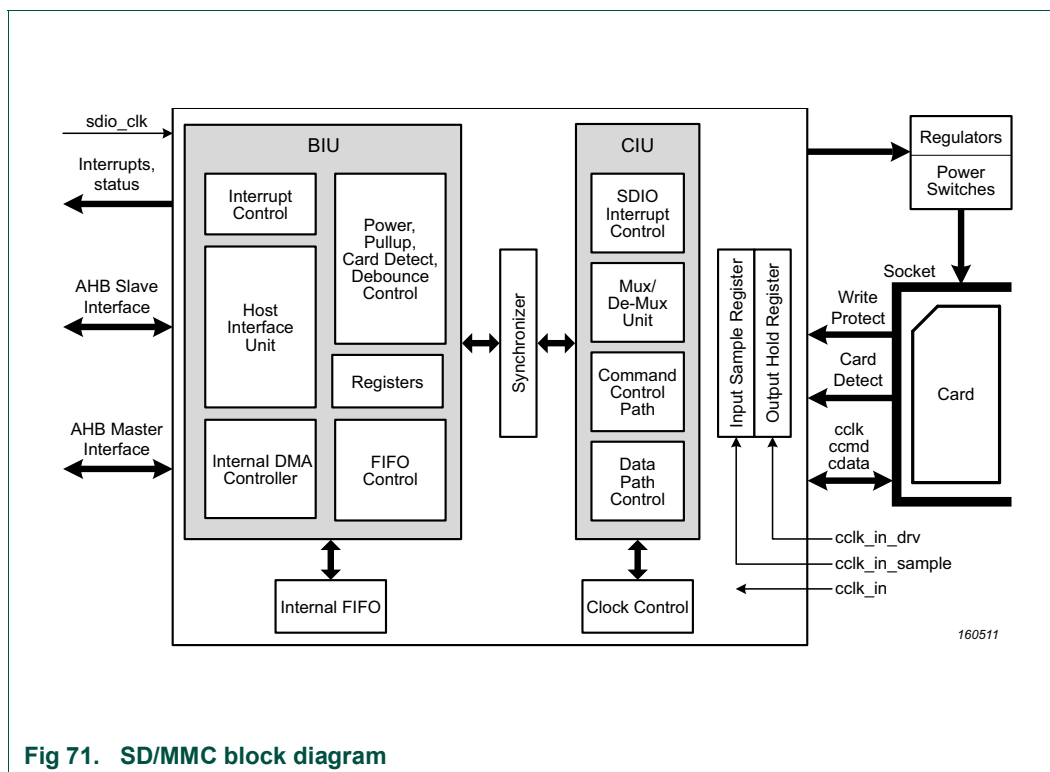 sdio_clk
Interrupts,
status
AHB Slave
Interface
AHB Master
Interface
BIU
Interrupt
Control
Host
Interface
Unit
Internal DMA
Controller
Power,
Pullup,
Card Detect,
Debounce
Control
Registers
FIFO
Control
Internal FIFO
Synchronizer
CIU
SDIO
Interrupt
Control
Mux/
De-Mux
Unit
Command
Control
Path
Data
Path
Control
Clock Control
Input Sample Register
Output Hold Register
Regulators
Power
Switches
Socket
Write
Protect
Card
Detect
cclk
ccmd
cdata
Card
cclk_in_drv
cclk_in_sample
cclk_in
160511
Fig 71. SD/MMC block diagram